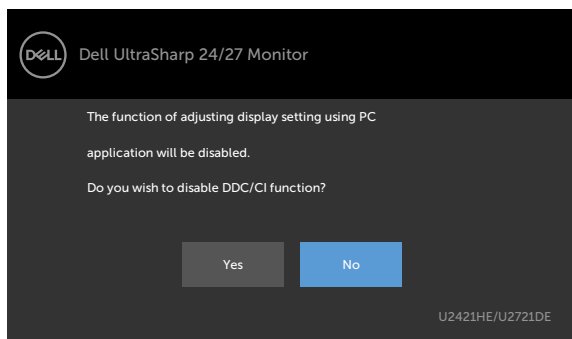 DELL
Dell UltraSharp 24/27 Monitor
The function of adjusting display setting using PC
application will be disabled.
Do you wish to disable DDC/CI function?
Yes No
U2421HE/U2721DE